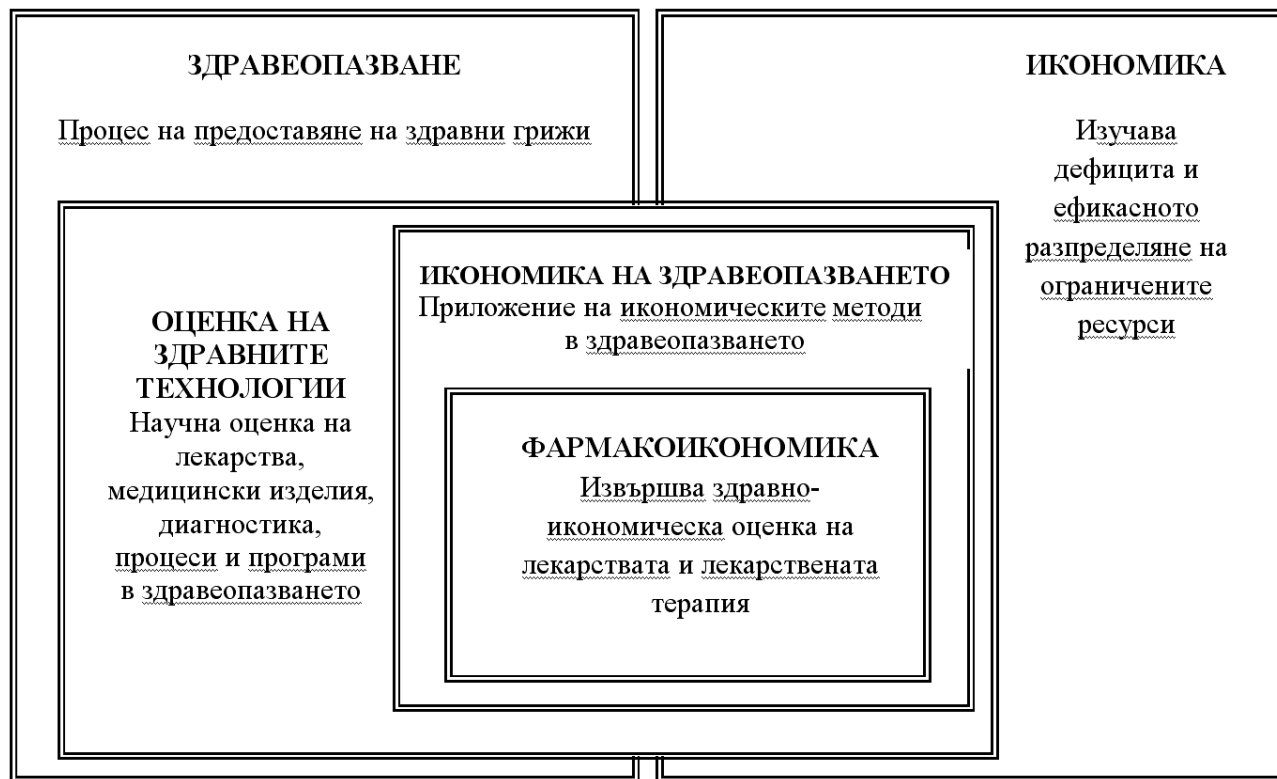 ЗДРАВЕОПАЗВАНЕ
Процес на предоставяне на здравни грижи
ИКОНОМИКА
Изучава
дефицита и
ефикасното
разпределяне на
ограничените
ресурси
ОЦЕНКА НА
ЗДРАВНИТЕ
ТЕХНОЛОГИИ
Научна оценка на
лекарства,
медицински изделия,
диагностика,
процеси и програми
в здравеопазването
ИКОНОМИКА НА ЗДРАВЕОПАЗВАНЕТО
Приложение на икономическите методи
в здравеопазването
ФАРМАКОИКОНОМИКА
Извършва здравно-
икономическа оценка на
лекарствата и лекарствената
терапия